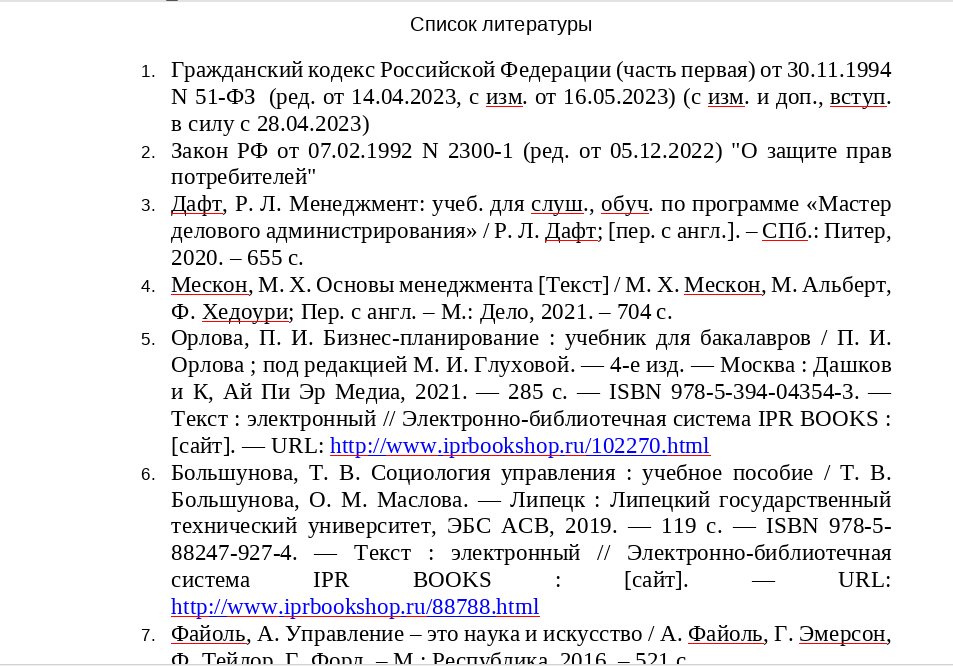 Список литературы
1. Гражданский кодекс Российской Федерации (часть первая) от 30.11.1994
N 51-ФЗ  (ред. от 14.04.2023, с изм. от 16.05.2023) (с изм. и доп., вступ.
в силу с 28.04.2023)
2. Закон РФ от 07.02.1992 N 2300-1 (ред. от 05.12.2022) "О защите прав
потребителей"
3. Дафт, Р. Л. Менеджмент: учеб. для слуш., обуч. по программе «Мастер
делового администрирования» / Р. Л. Дафт; [пер. с англ.]. – СПб.: Питер,
2020. – 655 с.
4. Мескон, М. Х. Основы менеджмента [Текст] / М. Х. Мескон, М. Альберт,
Ф. Хедоури; Пер. с англ. – М.: Дело, 2021. – 704 с.
5. Орлова, П. И. Бизнес-планирование : учебник для бакалавров / П. И.
Орлова ; под редакцией М. И. Глуховой. — 4-е изд. — Москва : Дашков
и К, Ай Пи Эр Медиа, 2021. — 285 с. — ISBN 978-5-394-04354-3. —
Текст : электронный // Электронно-библиотечная система IPR BOOKS :
[сайт]. — URL: http://www.iprbookshop.ru/102270.html
6. Большунова, Т. В. Социология управления : учебное пособие / Т. В.
Большунова, О. М. Маслова. — Липецк : Липецкий государственный
технический университет, ЭБС АСВ, 2019. — 119 с. — ISBN 978-5-
88247-927-4. — Текст : электронный // Электронно-библиотечная
система IPR BOOKS : [сайт]. — URL:
http://www.iprbookshop.ru/88788.html
7. Файоль, А. Управление – это наука и искусство / А. Файоль, Г. Эмерсон,
Ф. Тейлор, Г. Форд. – М.: Республика, 2016. – 521 с.